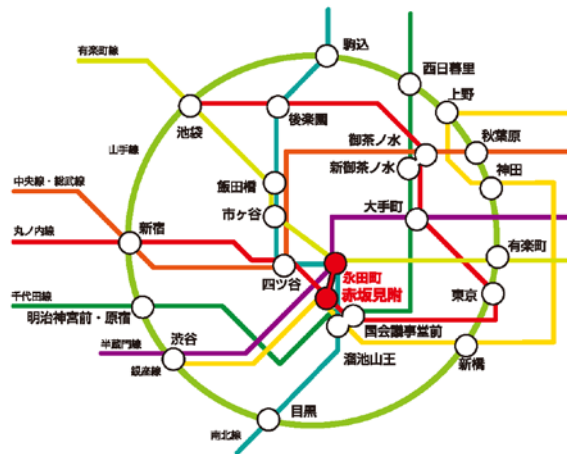 駒込
有楽町線
西日暮里
上野
池袋
後楽園
御茶ノ水
秋葉原
山手線
新御茶ノ水
神田
飯田橋
中央線・総武線
市ヶ谷
大手町
丸ノ内線
新宿
有楽町
四ツ谷
永田町
赤坂見附
東京
千代田線
明治神宮前・原宿
国会議事堂前
半蔵門線
渋谷
新橋
銀座線
溜池山王
目黒
南北線